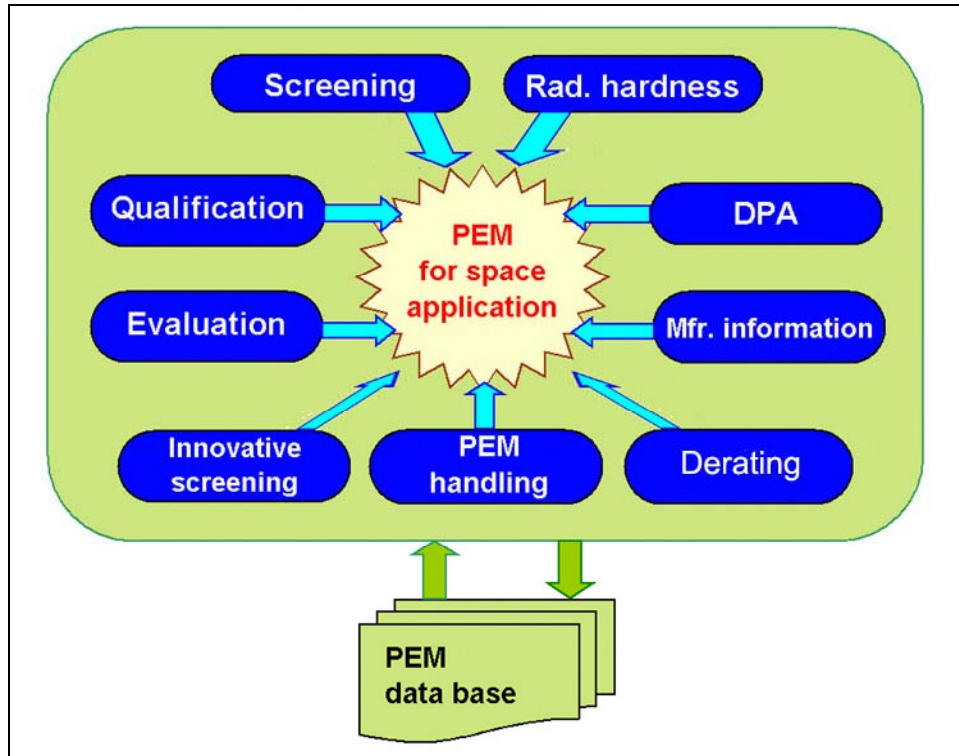 Screening
Rad. hardness
Qualification
DPA
PEM
for space
application
Evaluation
Mfr. information
Innovative
screening
PEM
handling
Derating
PEM
data base